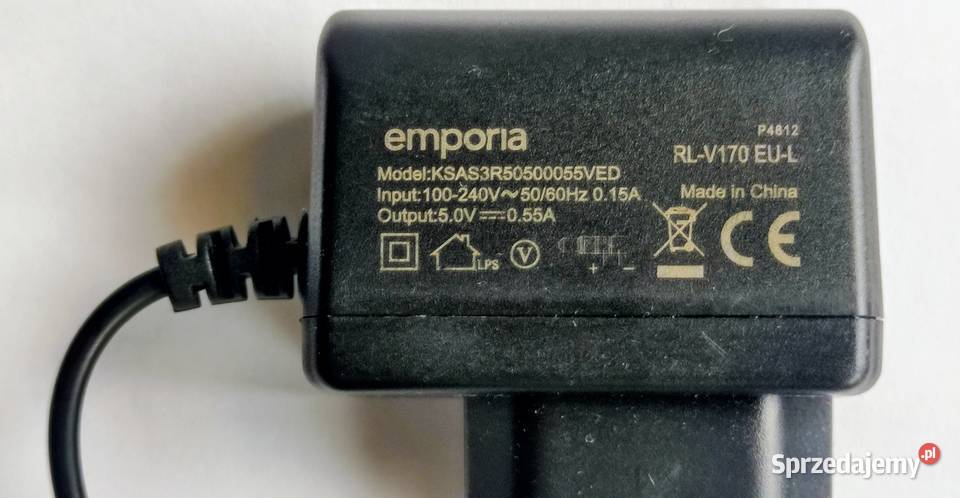 emporia
Model:KSAS3R50500055VED
Input:100-240V～50/60Hz 0.15A
Output:5.0V⎓0.55A
LPS
V
+ −
P4612
RL-V170 EU-L
Made in China
CE
Sprzedajemy.pl